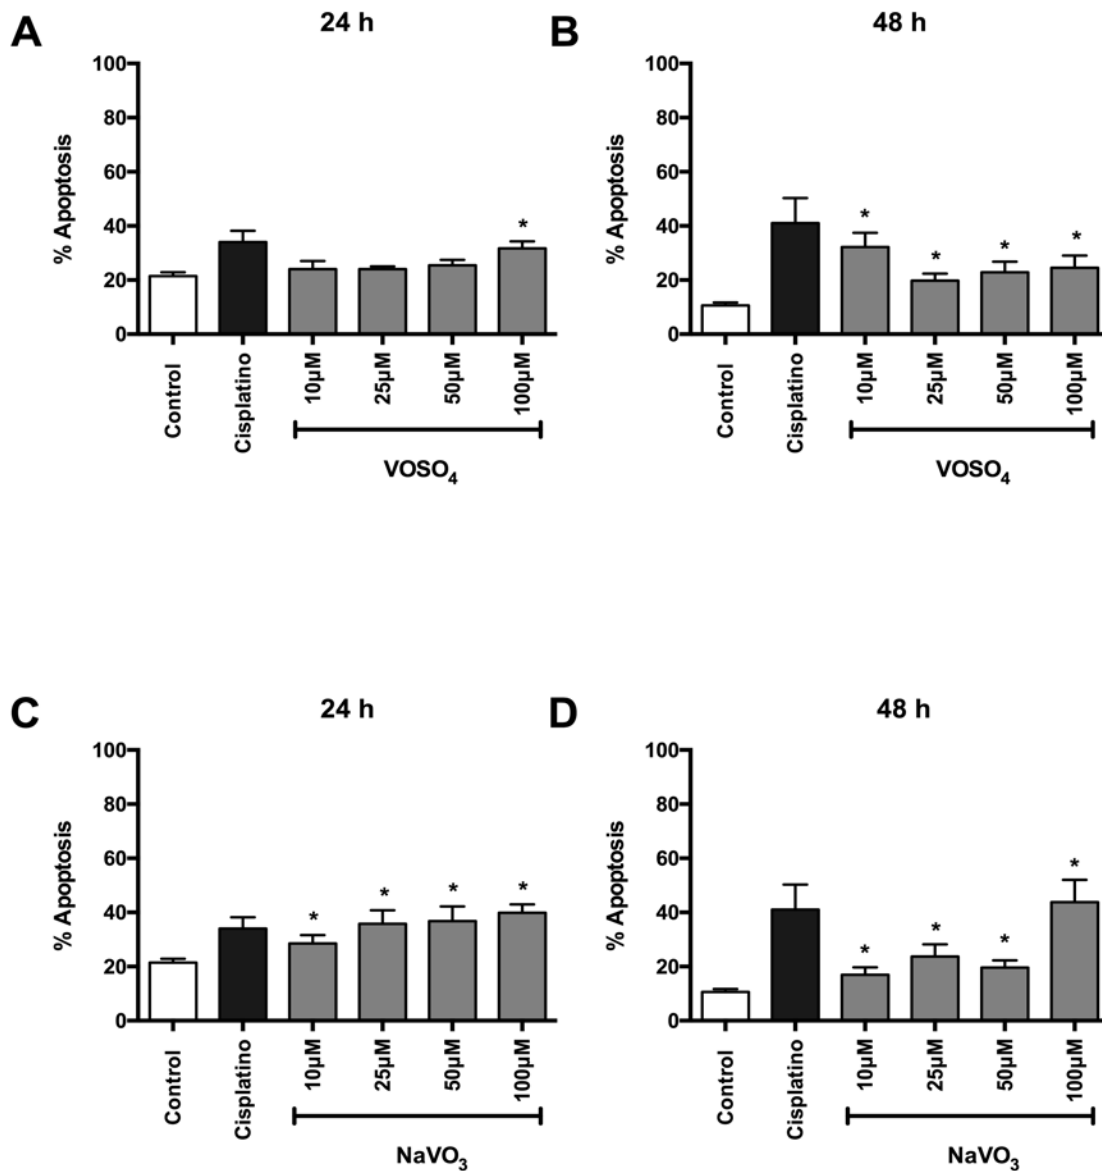 A
24 h
% Apoptosis
100
80
60
40
20
0
Control
Cisplatino
10µM
25µM
50µM
100µM
VOSO₄
B
48 h
% Apoptosis
100
80
60
40
20
0
*
* * * *
Control
Cisplatino
10µM
25µM
50µM
100µM
VOSO₄
C
24 h
% Apoptosis
100
80
60
40
20
0
* * * *
Control
Cisplatino
10µM
25µM
50µM
100µM
NaVO₃
D
48 h
% Apoptosis
100
80
60
40
20
0
* * * *
Control
Cisplatino
10µM
25µM
50µM
100µM
NaVO₃